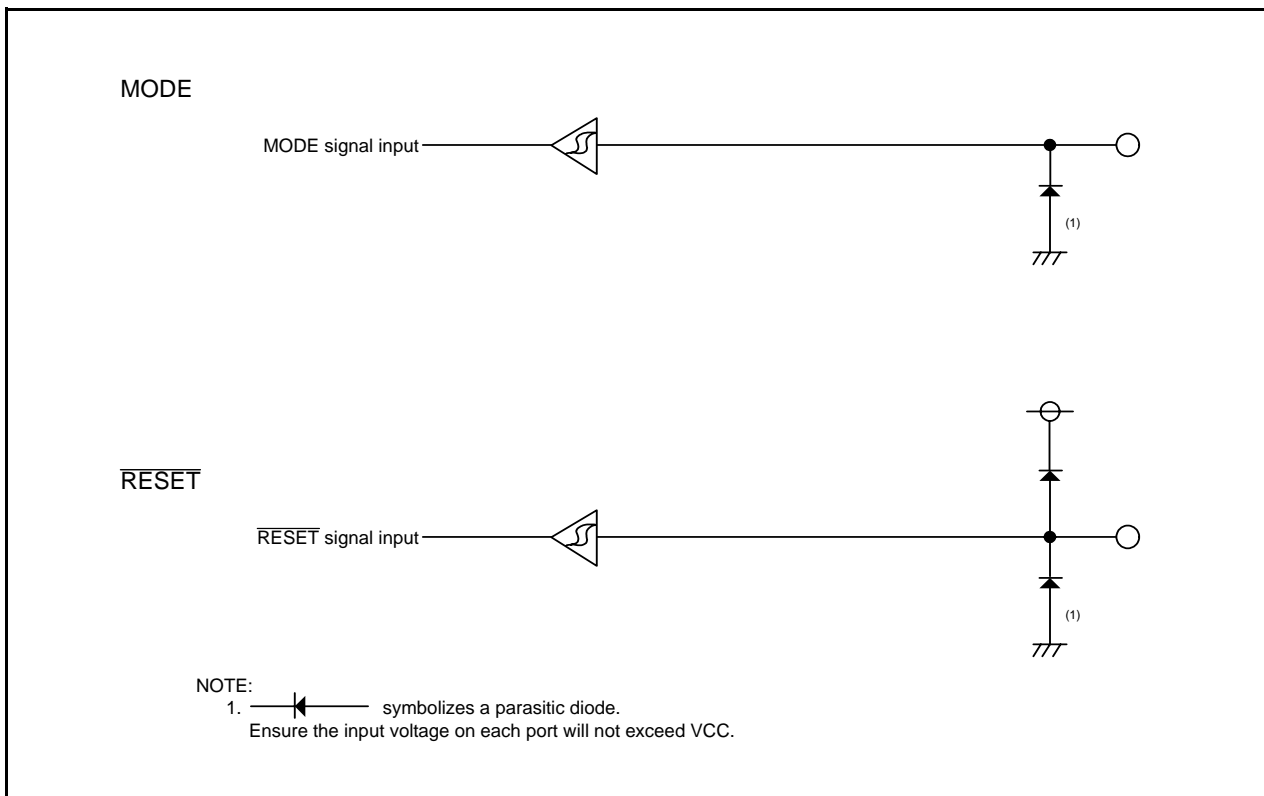 MODE
MODE signal input
(1)
RESET
RESET signal input
(1)
NOTE:
1. symbolizes a parasitic diode.
Ensure the input voltage on each port will not exceed VCC.